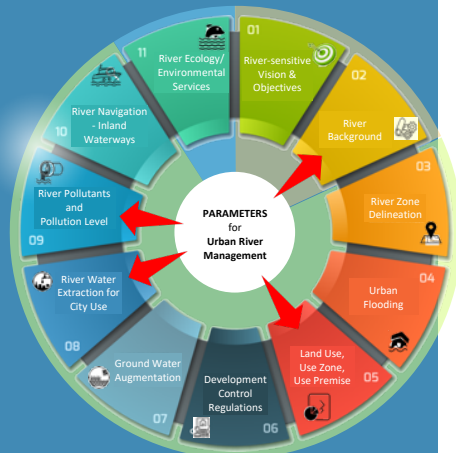 PARAMETERS
for
Urban River
Management
01
River-sensitive
Vision &
Objectives
02
River
Background
03
River Zone
Delineation
04
Urban
Flooding
Land Use,
Use Zone,
Use Premise
05
Development
Control
Regulations
06
Ground Water
Augmentation
07
River Water
Extraction for
City Use
08
River Pollutants
and
Pollution Level
09
River Navigation
- Inland
Waterways
10
11
River Ecology/
Environmental
Services